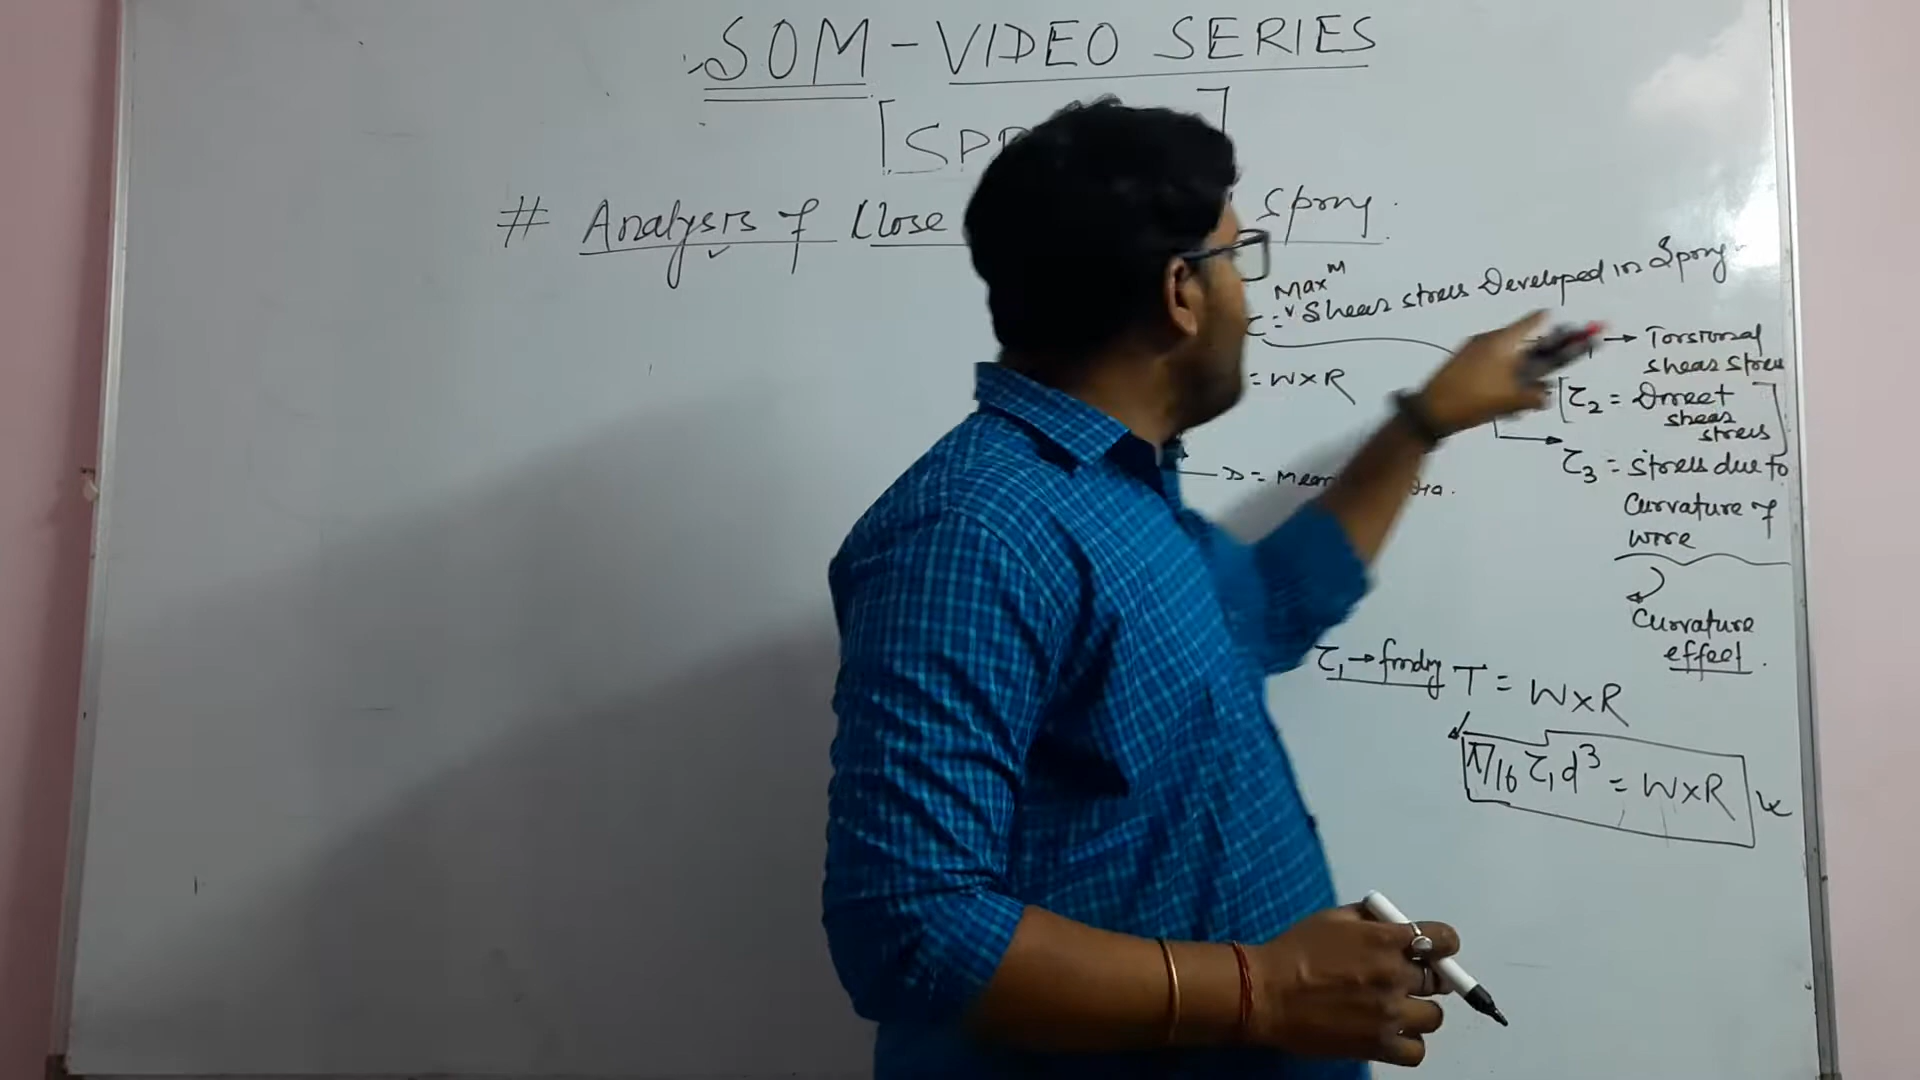 SOM - VIDEO SERIES
[SPR ]
# Analysis of Close Spring.
τ = Max^m Shear stress Developed in Spring
→ Torsional
shear stress
= W×R
[τ2 = Direct
shear
stress]
D = Mean dia.
τ3 = stress due to
Curvature of
wire
Curvature
effect.
τ1 → finding T = W×R
π/16 τ1 d³ = W×R